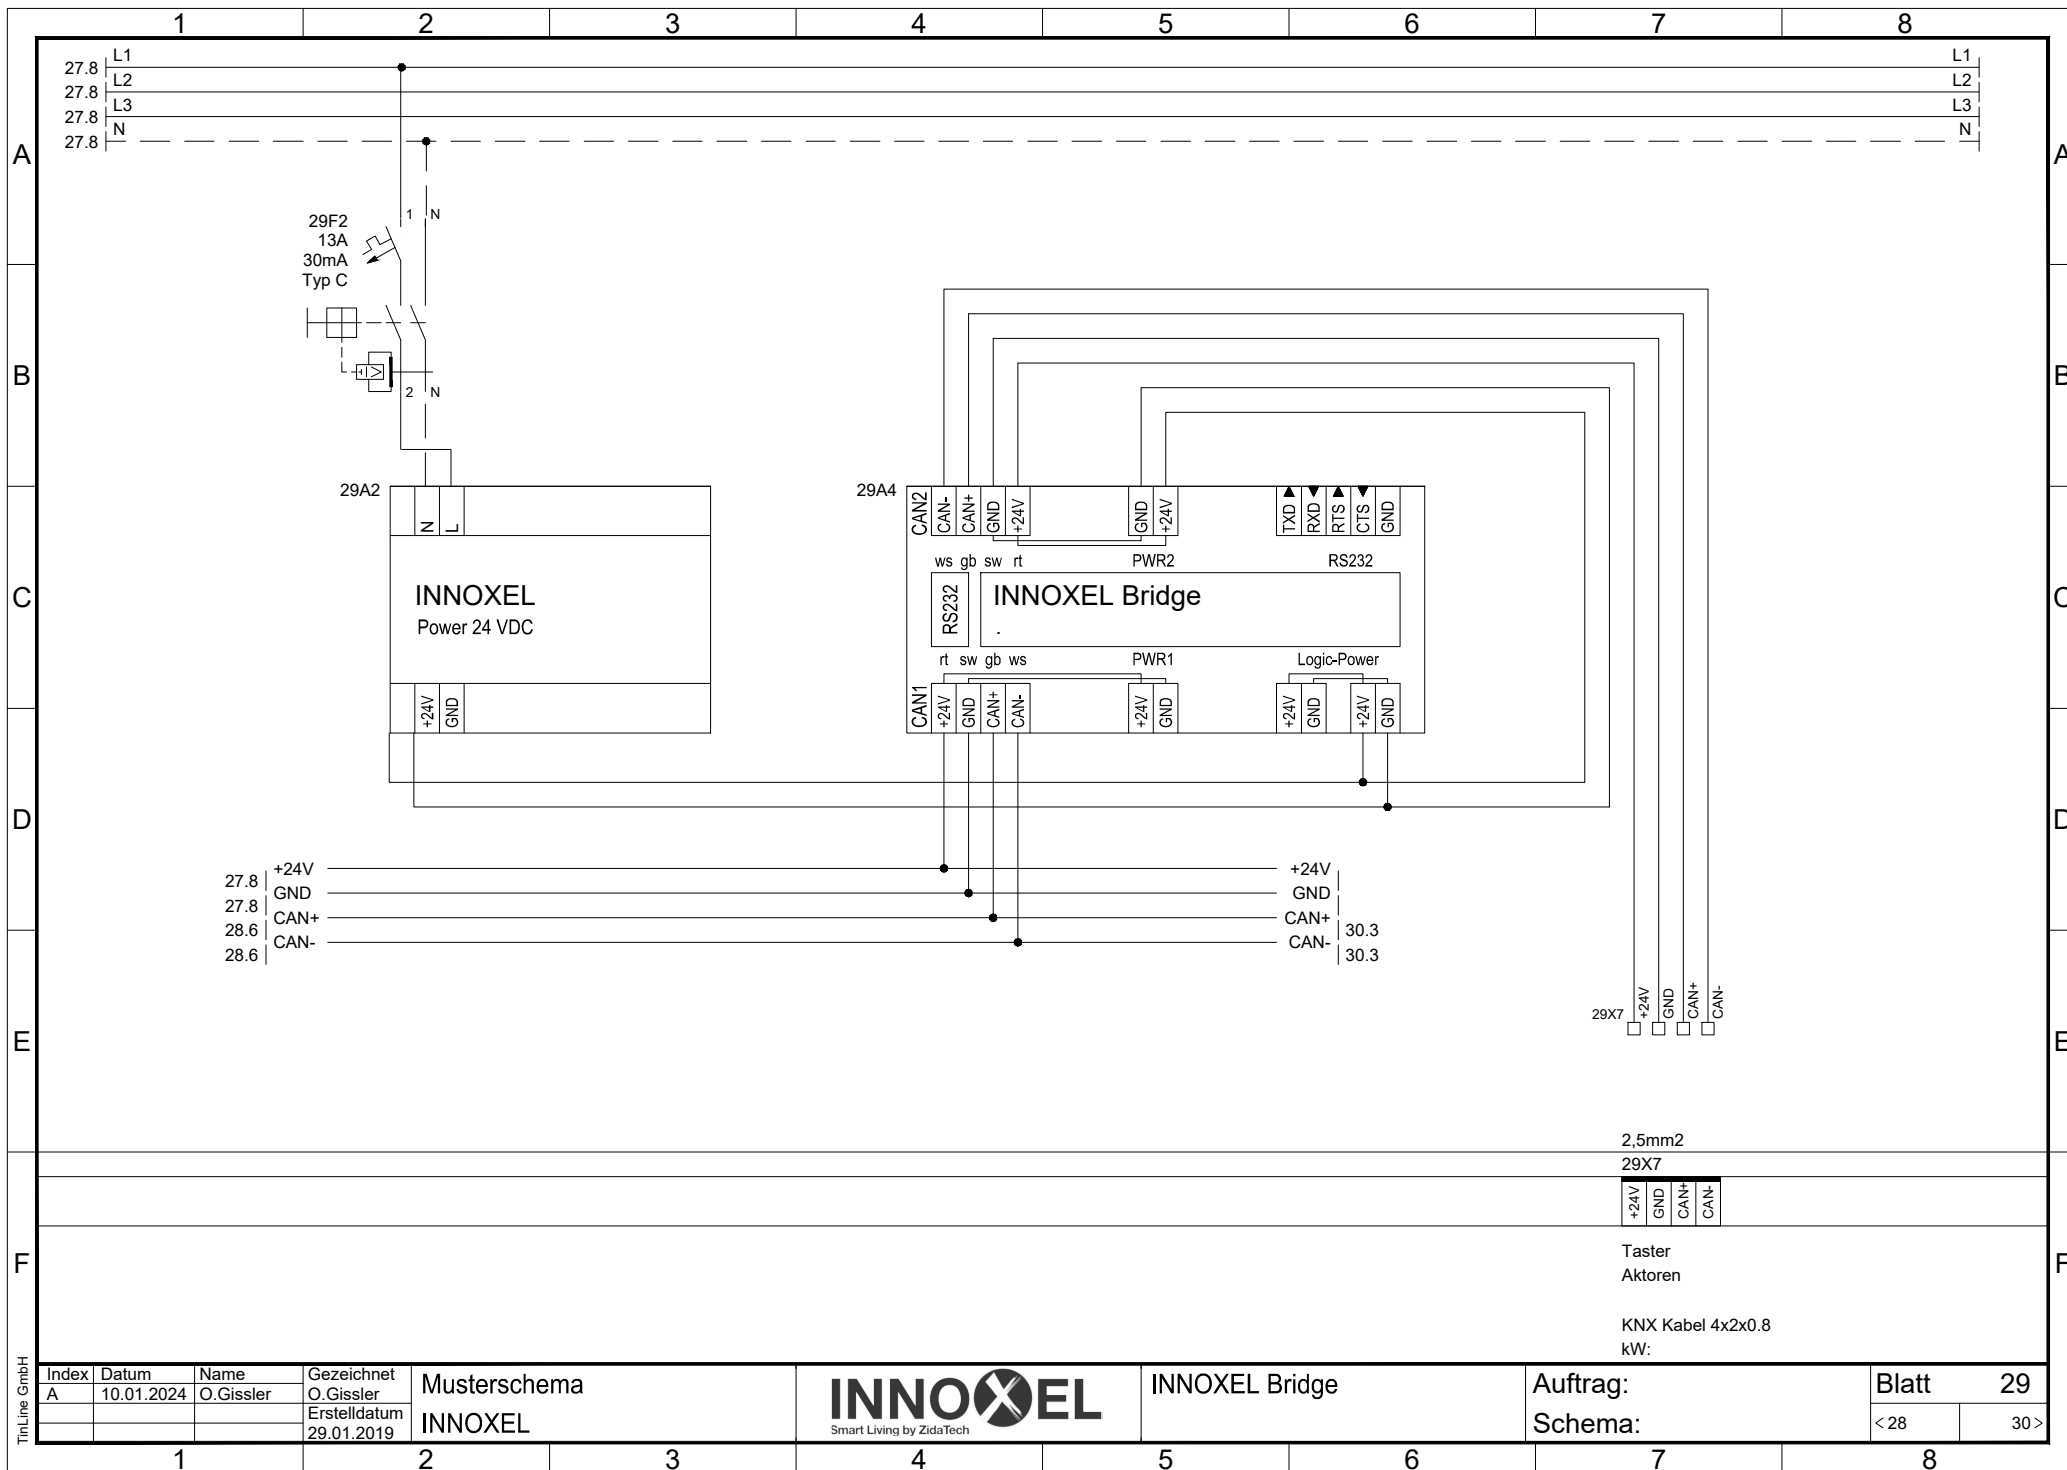 1 2 3 4 5 6 7 8
27.8 L1 L1
27.8 L2 L2
27.8 L3 L3
27.8 N N
A A
1 N
29F2
13A
30mA
Typ C
B B
2 N
29A2
N L
INNOXEL
Power 24 VDC
+24V GND
29A4
CAN2 CAN- CAN+ GND +24V GND +24V TXD RXD RTS CTS GND
ws gb sw rt PWR2 RS232
C C
RS232
INNOXEL Bridge
.
rt sw gb ws PWR1 Logic-Power
CAN1 +24V GND CAN+ CAN- +24V GND +24V GND +24V GND
D D
27.8 +24V +24V
27.8 GND GND
28.6 CAN+ CAN+ 30.3
28.6 CAN- CAN- 30.3
29X7 +24V GND CAN+ CAN-
E E
2,5mm2
29X7
+24V GND CAN+ CAN-
F F
Taster
Aktoren
KNX Kabel 4x2x0.8
kW:
TinLine GmbH
Index Datum Name Gezeichnet
A 10.01.2024 O.Gissler O.Gissler
Erstelldatum
29.01.2019
Musterschema
INNOXEL
INNOXEL
Smart Living by ZidaTech
INNOXEL Bridge
Auftrag:
Schema:
Blatt 29
< 28 30 >
1 2 3 4 5 6 7 8